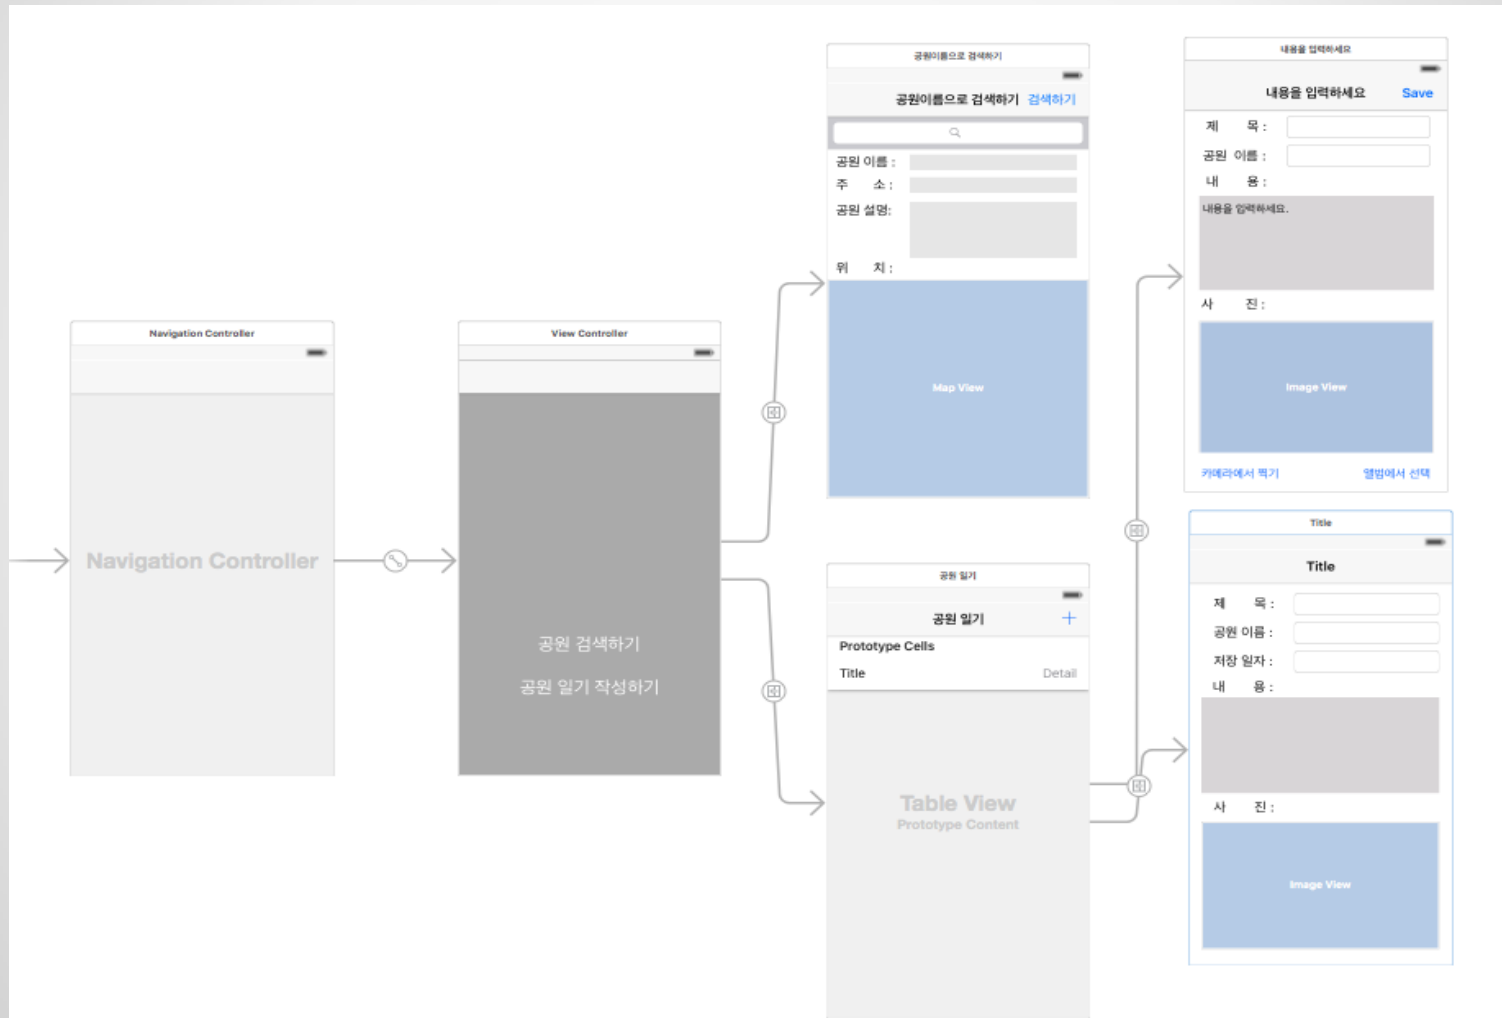 Navigation Controller
Navigation Controller
View Controller
공원 검색하기
공원 일기 작성하기
공원이름으로 검색하기
공원이름으로 검색하기 검색하기
공원 이름 :
주 소 :
공원 설명:
위 치 :
Map View
공원 일기
공원 일기 +
Prototype Cells
Title Detail
Table View
Prototype Content
내용을 입력하세요
내용을 입력하세요 Save
제 목 :
공원 이름 :
내 용 :
내용을 입력하세요.
사 진 :
Image View
카메라에서 찍기 앨범에서 선택
Title
Title
제 목 :
공원 이름 :
저장 일자 :
내 용 :
사 진 :
Image View